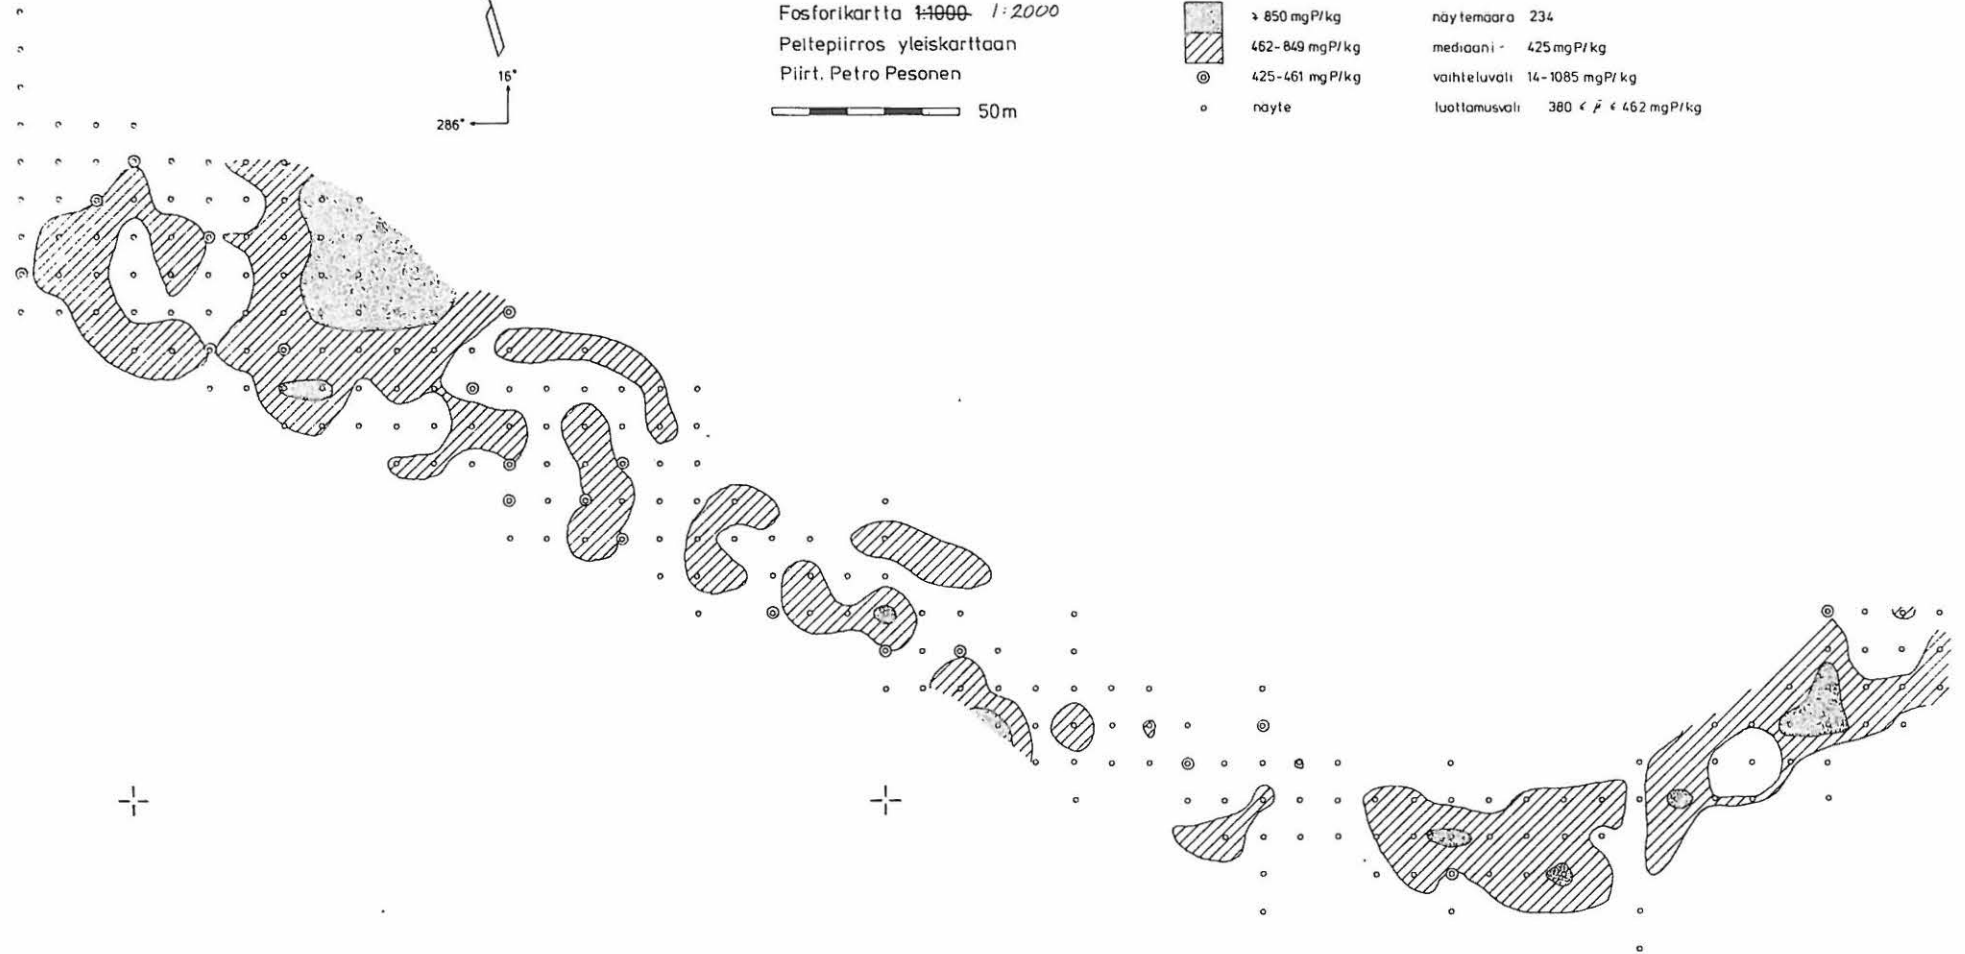 Fosforikartta 1:1000 1:2000
Peitepiirros yleiskarttaan
Piirt. Petro Pesonen
50m
16°
286°
> 850 mgP/kg
462-849 mgP/kg
425-461 mgP/kg
näyte
näytemäärä 234
mediaani - 425 mgP/kg
vaihteluväli 14-1085 mgP/kg
luottamusväli 380 < μ̃ < 462 mgP/kg